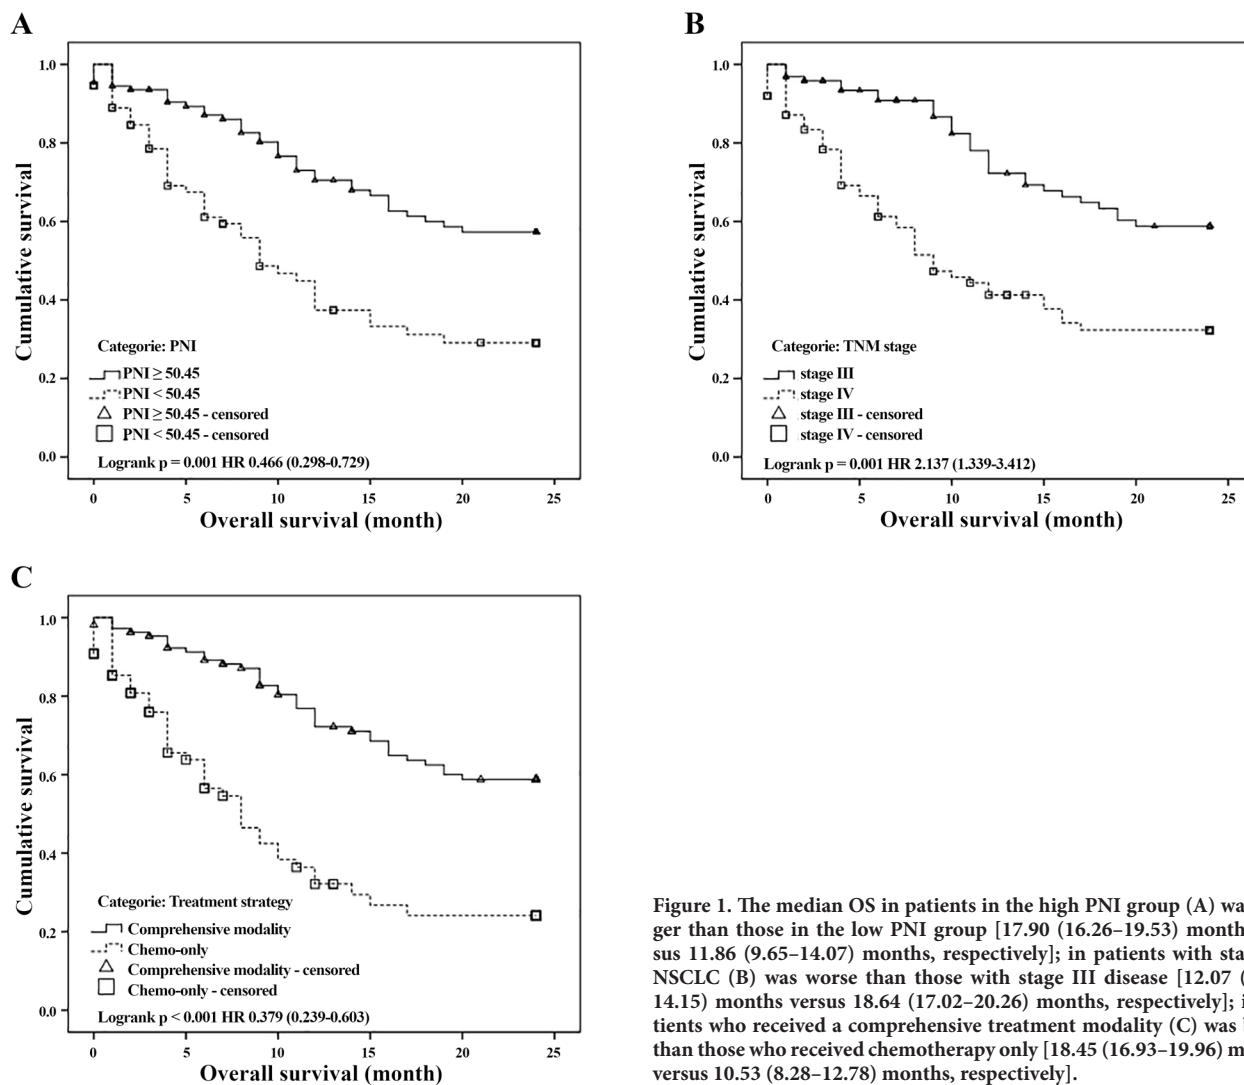 A
Cumulative survival
1.0
0.8
0.6
0.4
0.2
0.0
Categorie: PNI
PNI ≥ 50.45
PNI < 50.45
PNI ≥ 50.45 - censored
PNI < 50.45 - censored
Logrank p = 0.001 HR 0.466 (0.298-0.729)
0 5 10 15 20 25
Overall survival (month)
B
Cumulative survival
1.0
0.8
0.6
0.4
0.2
0.0
Categorie: TNM stage
stage III
stage IV
stage III - censored
stage IV - censored
Logrank p = 0.001 HR 2.137 (1.339-3.412)
0 5 10 15 20 25
Overall survival (month)
C
Cumulative survival
1.0
0.8
0.6
0.4
0.2
0.0
Categorie: Treatment strategy
Comprehensive modality
Chemo-only
Comprehensive modality - censored
Chemo-only - censored
Logrank p < 0.001 HR 0.379 (0.239-0.603)
0 5 10 15 20 25
Overall survival (month)
Figure 1. The median OS in patients in the high PNI group (A) wa
ger than those in the low PNI group [17.90 (16.26–19.53) month
sus 11.86 (9.65–14.07) months, respectively]; in patients with sta
NSCLC (B) was worse than those with stage III disease [12.07 (
14.15) months versus 18.64 (17.02–20.26) months, respectively]; i
tients who received a comprehensive treatment modality (C) was
than those who received chemotherapy only [18.45 (16.93–19.96) m
versus 10.53 (8.28–12.78) months, respectively].